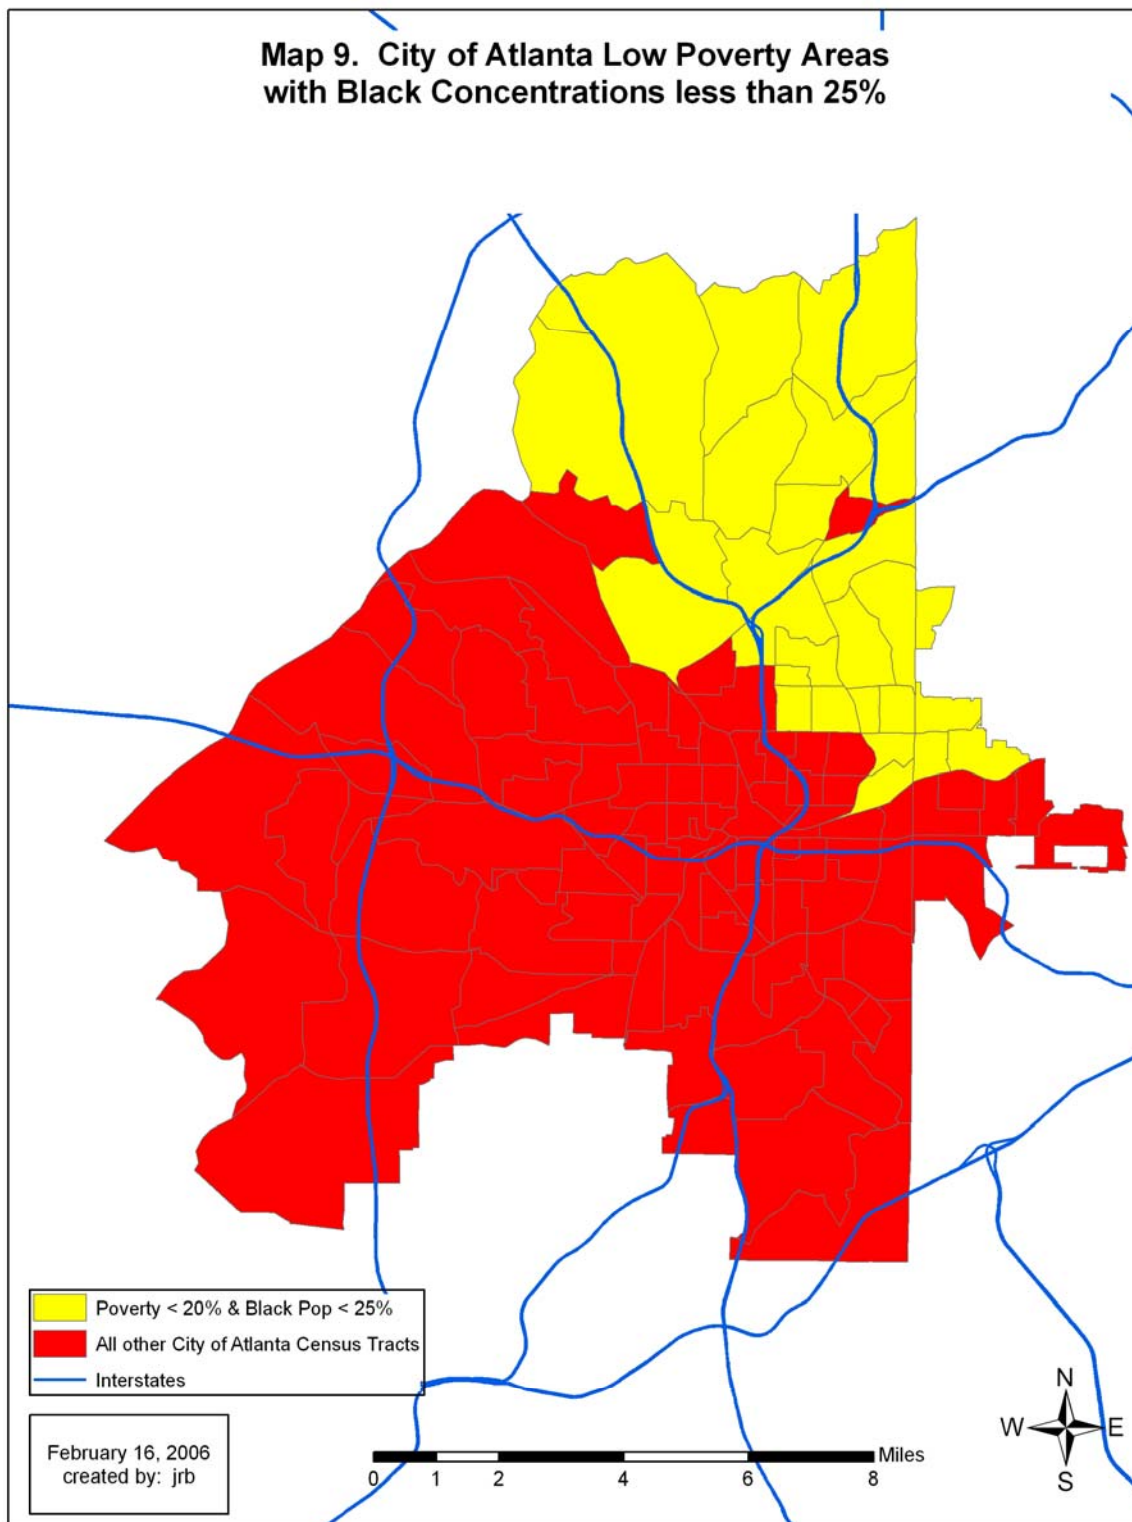 Map 9.  City of Atlanta Low Poverty Areas
with Black Concentrations less than 25%
Poverty < 20% & Black Pop < 25%
All other City of Atlanta Census Tracts
Interstates
February 16, 2006
created by:  jrb
Miles
0 1 2 4 6 8
N
W E
S